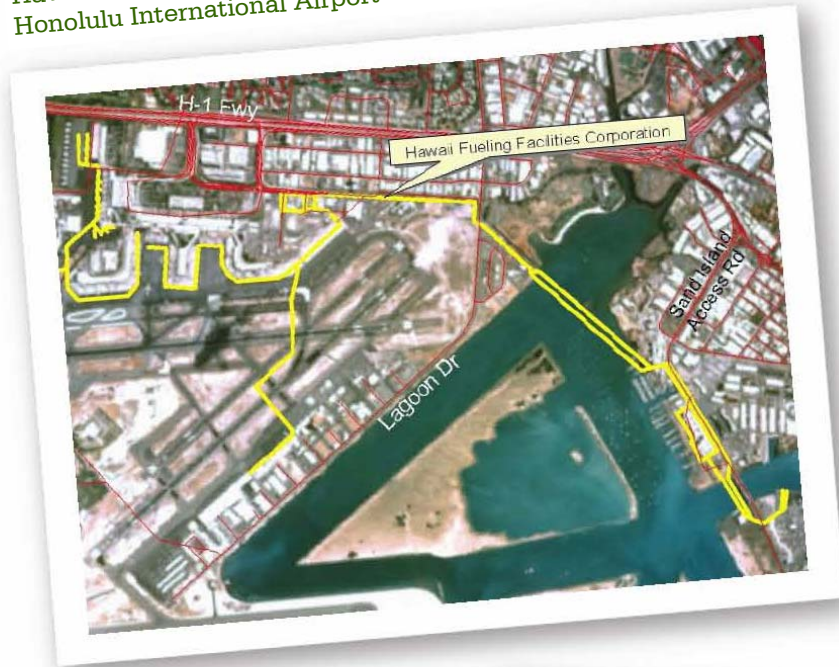 Honolulu International Airport
H-1 Fwy
Hawaii Fueling Facilities Corporation
Sand Island
Access Rd
Lagoon Dr